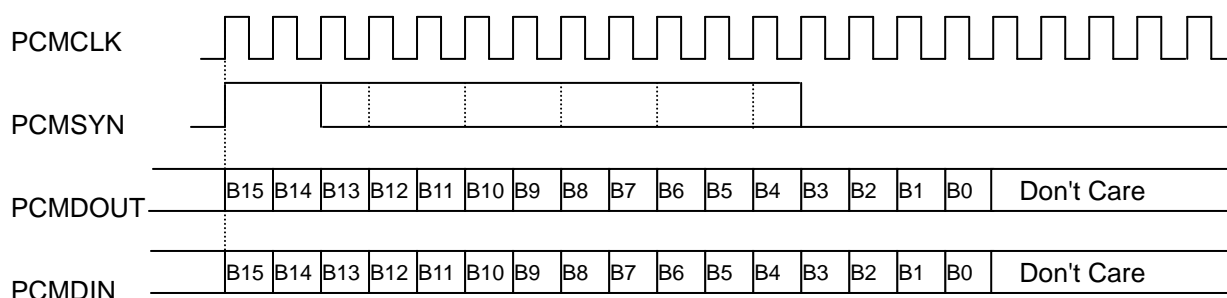 PCMCLK
PCMSYN
PCMDOUT B15 B14 B13 B12 B11 B10 B9 B8 B7 B6 B5 B4 B3 B2 B1 B0 Don't Care
PCMDIN B15 B14 B13 B12 B11 B10 B9 B8 B7 B6 B5 B4 B3 B2 B1 B0 Don't Care